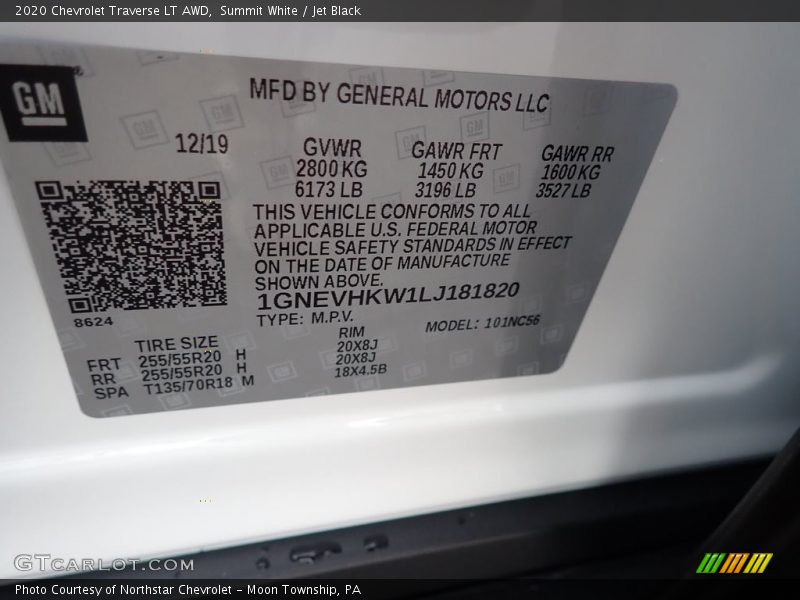 2020 Chevrolet Traverse LT AWD, Summit White / Jet Black
GM
MFD BY GENERAL MOTORS LLC
12/19
GVWR GAWR FRT GAWR RR
2800 KG 1450 KG 1600 KG
6173 LB 3196 LB 3527 LB
THIS VEHICLE CONFORMS TO ALL
APPLICABLE U.S. FEDERAL MOTOR
VEHICLE SAFETY STANDARDS IN EFFECT
ON THE DATE OF MANUFACTURE
SHOWN ABOVE.
1GNEVHKW1LJ181820
8624
TYPE: M.P.V. MODEL: 101NC56
TIRE SIZE RIM
FRT 255/55R20 H 20X8J
RR 255/55R20 H 20X8J
SPA T135/70R18 M 18X4.5B
GTCARLOT.COM
Photo Courtesy of Northstar Chevrolet - Moon Township, PA